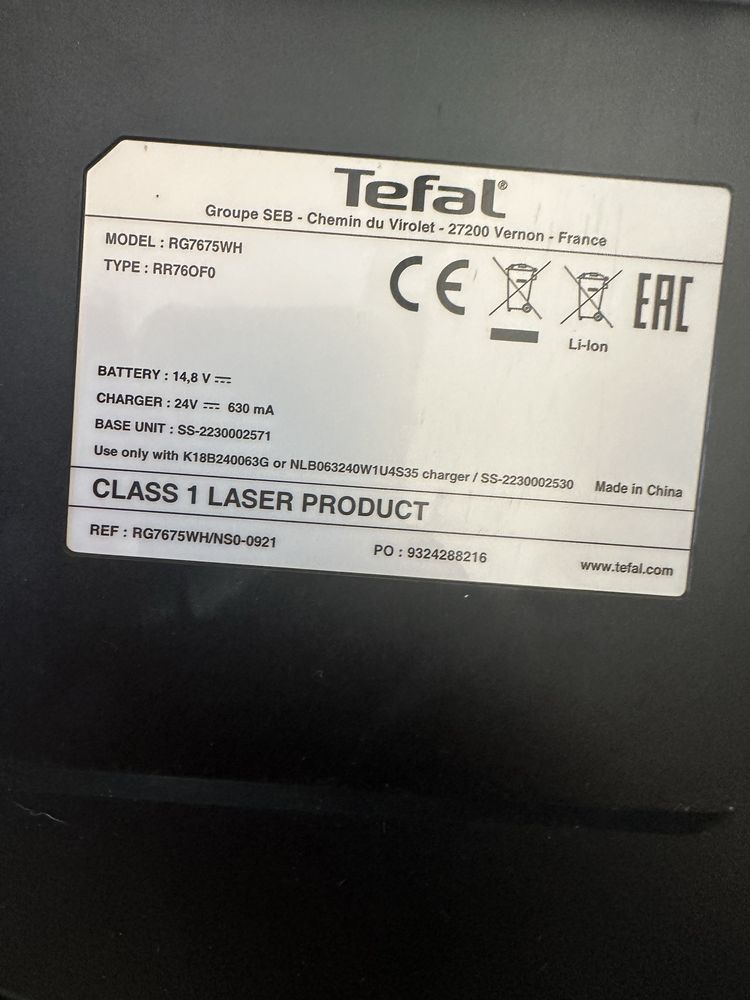 Tefal®
Groupe SEB - Chemin du Virolet - 27200 Vernon - France
MODEL : RG7675WH
TYPE : RR76OF0
CE
EAC
Li-Ion
BATTERY : 14,8 V ⎓
CHARGER : 24V ⎓ 630 mA
BASE UNIT : SS-2230002571
Use only with K18B240063G or NLB063240W1U4S35 charger / SS-2230002530 Made in China
CLASS 1 LASER PRODUCT
REF : RG7675WH/NS0-0921 PO : 9324288216 www.tefal.com